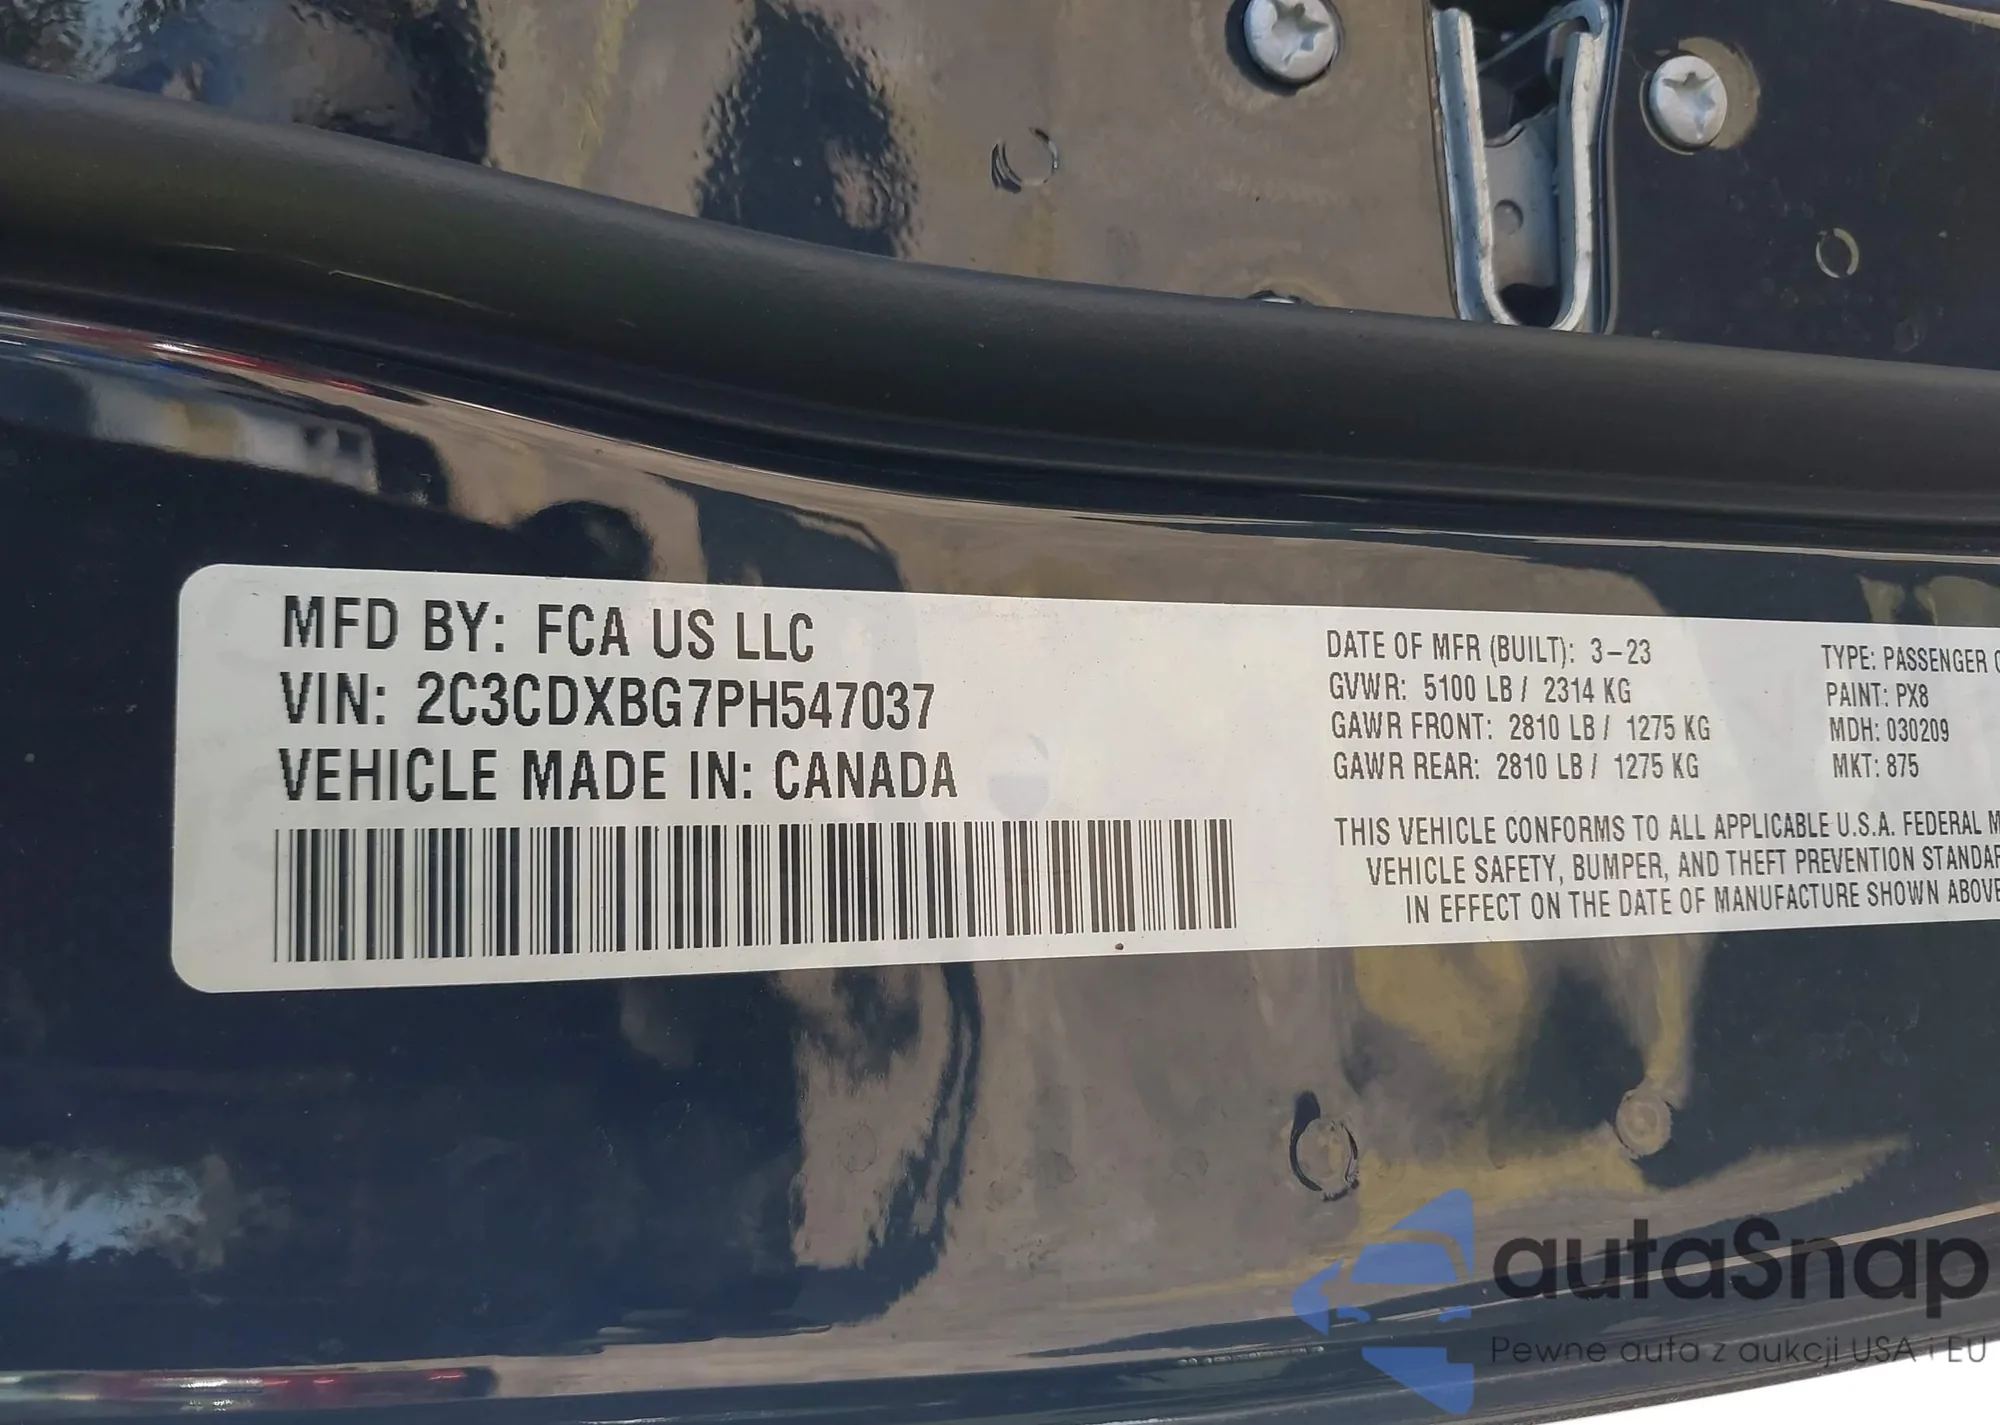 MFD BY: FCA US LLC
VIN: 2C3CDXBG7PH547037
VEHICLE MADE IN: CANADA
DATE OF MFR (BUILT): 3-23
GVWR: 5100 LB / 2314 KG
GAWR FRONT: 2810 LB / 1275 KG
GAWR REAR: 2810 LB / 1275 KG
TYPE: PASSENGER
PAINT: PX8
MDH: 030209
MKT: 875
THIS VEHICLE CONFORMS TO ALL APPLICABLE U.S.A. FEDERAL
VEHICLE SAFETY, BUMPER, AND THEFT PREVENTION STANDAR
IN EFFECT ON THE DATE OF MANUFACTURE SHOWN ABOVE
autaSnap
Pewne auta z aukcji USA i EU